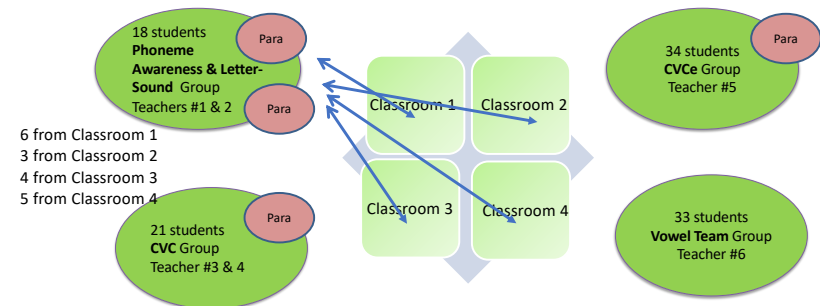 18 students
Phoneme
Awareness & Letter-
Sound Group
Teachers #1 & 2
Para
Para
6 from Classroom 1
3 from Classroom 2
4 from Classroom 3
5 from Classroom 4
21 students
CVC Group
Teacher #3 & 4
Para
Classroom 1
Classroom 2
Classroom 3
Classroom 4
34 students
CVCe Group
Teacher #5
Para
33 students
Vowel Team Group
Teacher #6